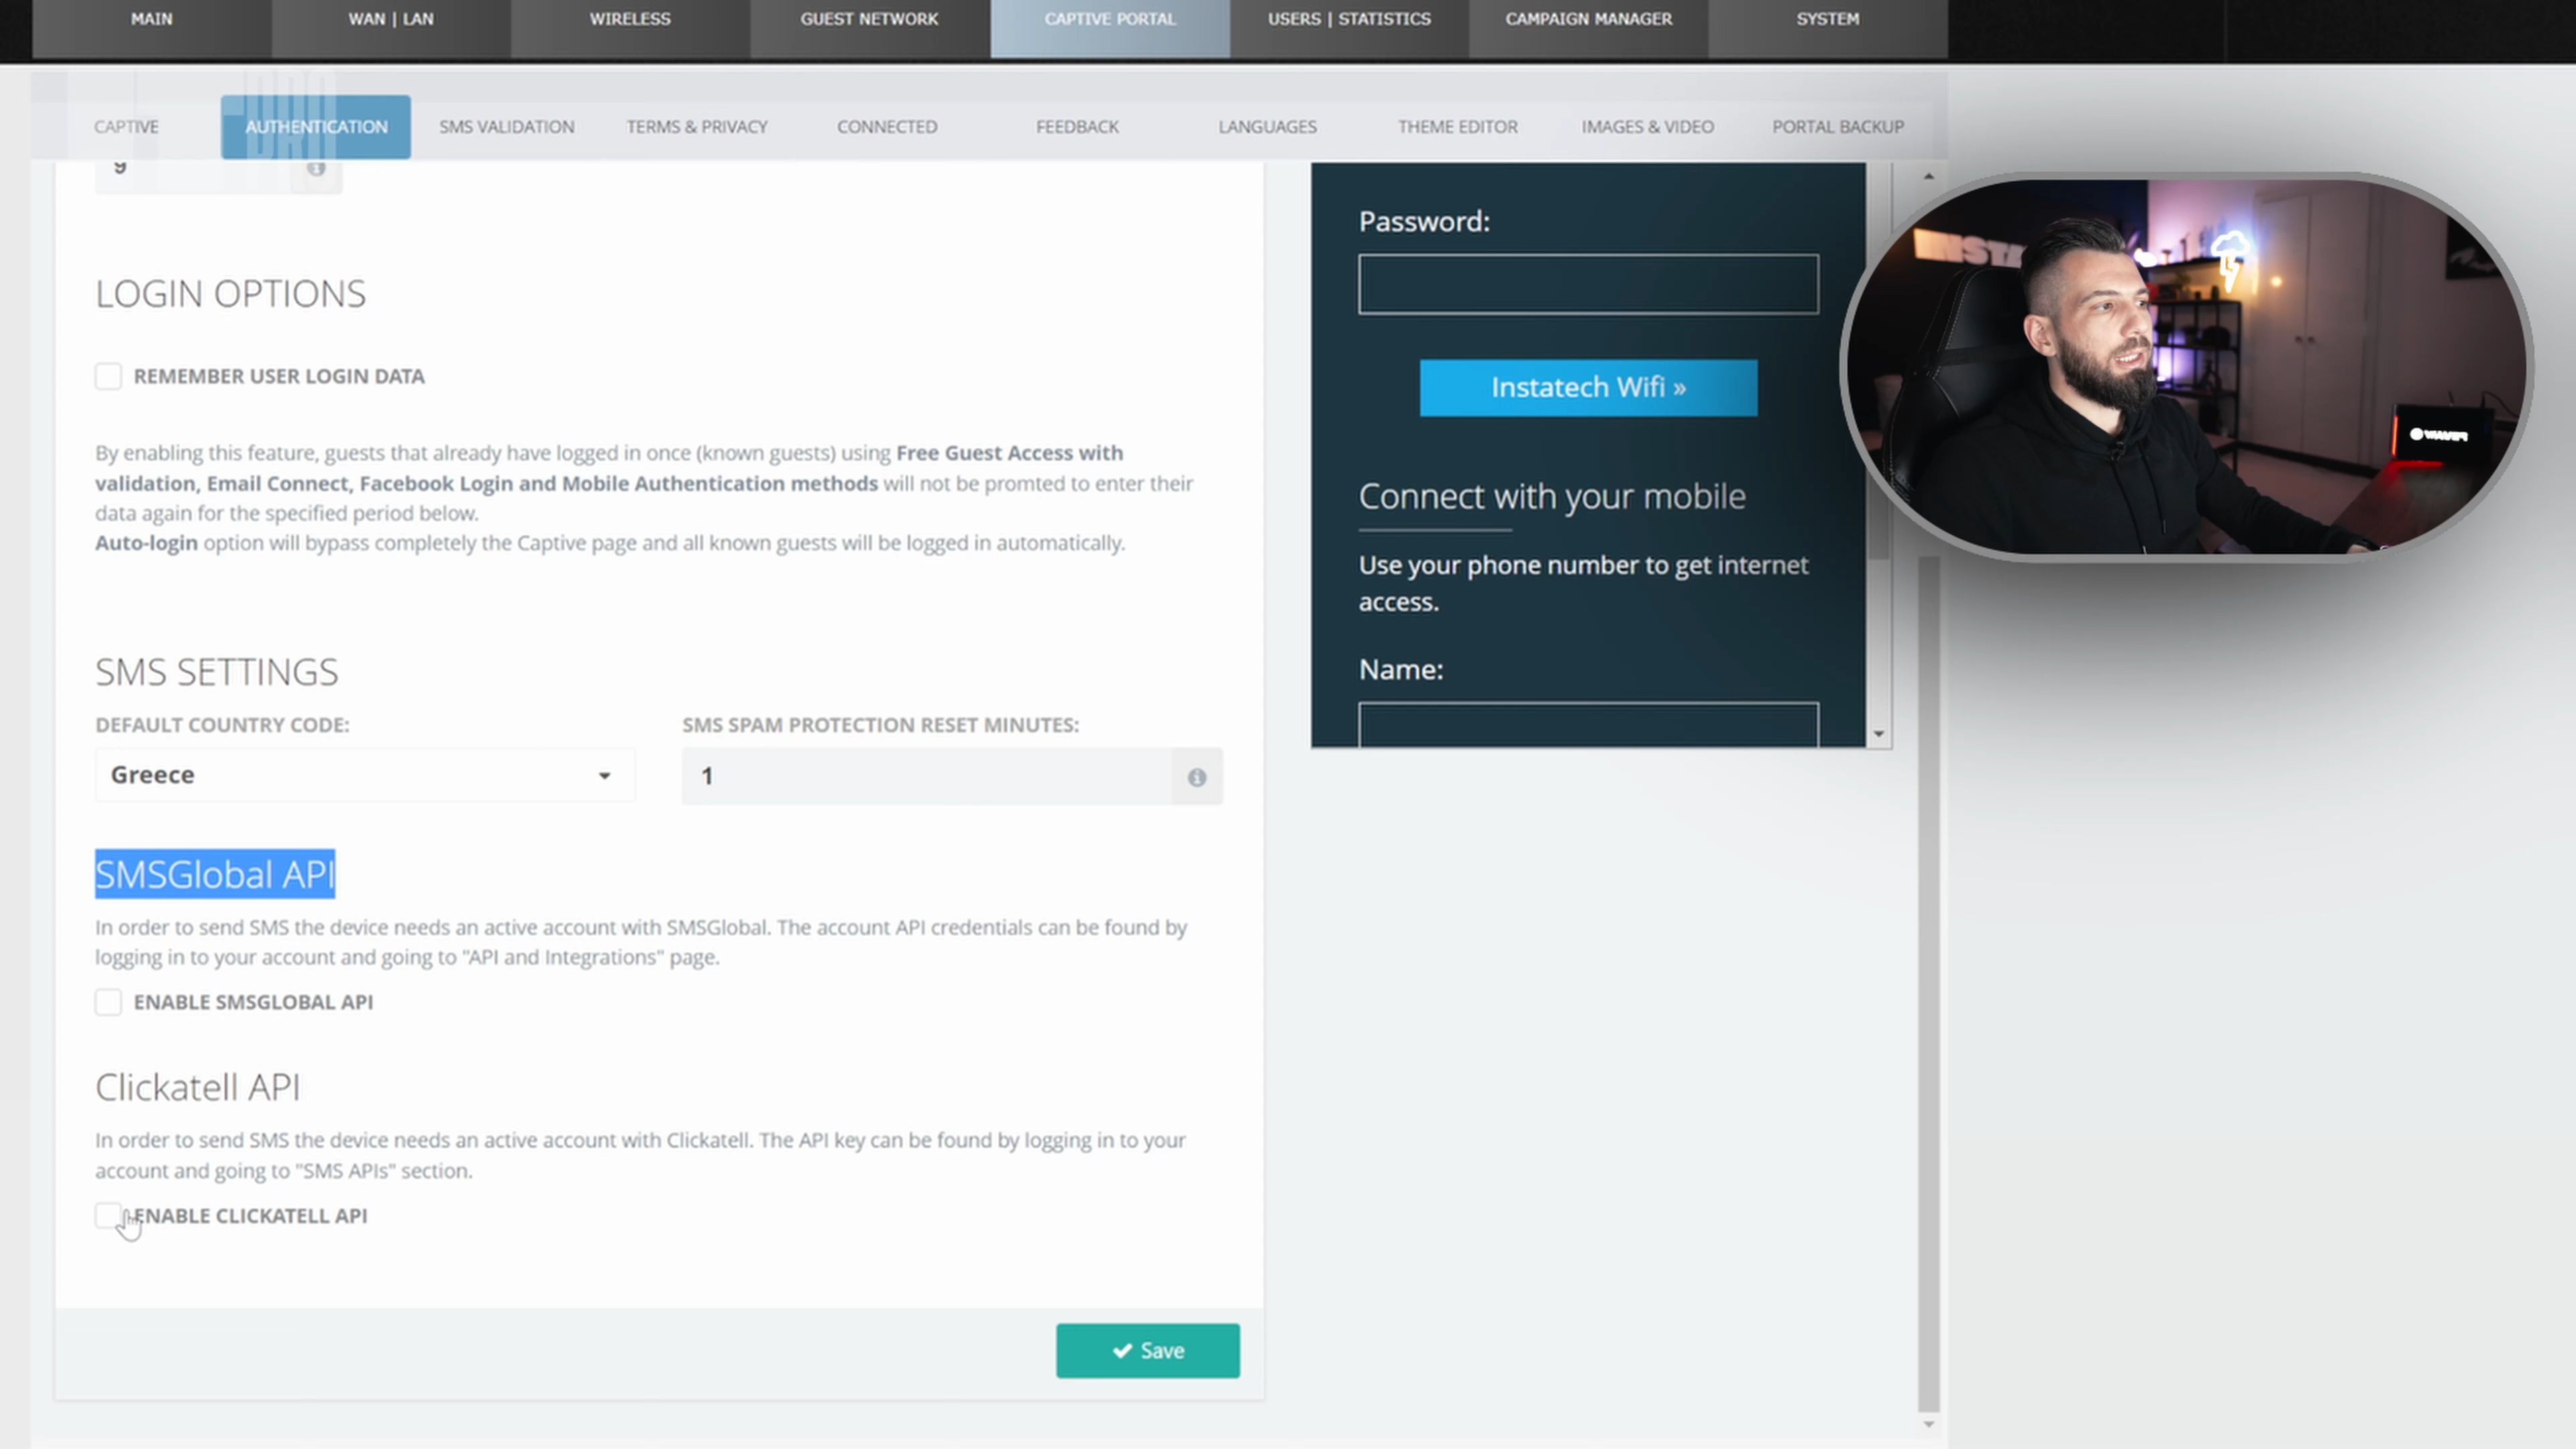 MAIN
WAN | LAN
WIRELESS
GUEST NETWORK
CAPTIVE PORTAL
USERS | STATISTICS
CAMPAIGN MANAGER
SYSTEM
CAPTIVE
AUTHENTICATION
SMS VALIDATION
TERMS & PRIVACY
CONNECTED
FEEDBACK
LANGUAGES
THEME EDITOR
IMAGES & VIDEO
PORTAL BACKUP
9
LOGIN OPTIONS
REMEMBER USER LOGIN DATA
By enabling this feature, guests that already have logged in once (known guests) using Free Guest Access with
validation, Email Connect, Facebook Login and Mobile Authentication methods will not be promted to enter their
data again for the specified period below.
Auto-login option will bypass completely the Captive page and all known guests will be logged in automatically.
SMS SETTINGS
DEFAULT COUNTRY CODE:
SMS SPAM PROTECTION RESET MINUTES:
Greece
1
SMSGlobal API
In order to send SMS the device needs an active account with SMSGlobal. The account API credentials can be found by
logging in to your account and going to "API and Integrations" page.
ENABLE SMSGLOBAL API
Clickatell API
In order to send SMS the device needs an active account with Clickatell. The API key can be found by logging in to your
account and going to "SMS APIs" section.
ENABLE CLICKATELL API
Save
Password:
Instatech Wifi »
Connect with your mobile
Use your phone number to get internet
access.
Name: